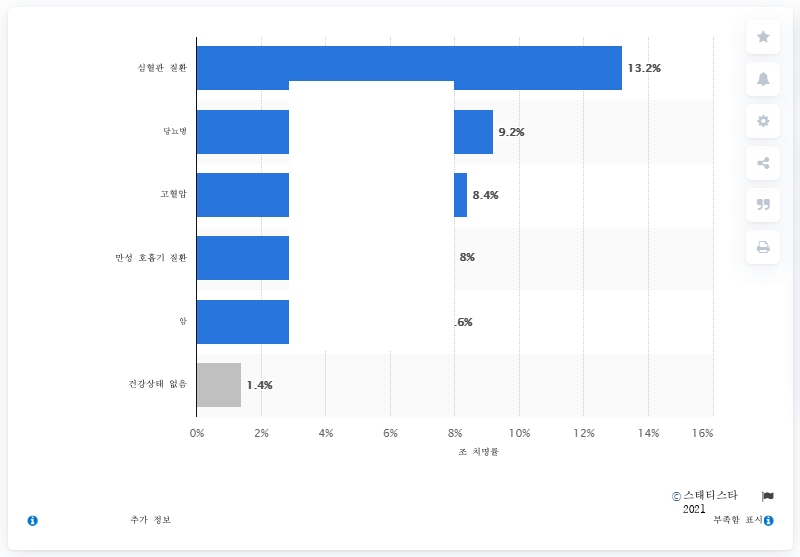 심혈관 질환
13.2%
당뇨병
9.2%
고혈압
8.4%
만성 호흡기 질환
8%
암
.6%
건강상태 없음
1.4%
0% 2% 4% 6% 8% 10% 12% 14% 16%
조 치명률
© 스태티스타
2021
추가 정보
부족함 표시